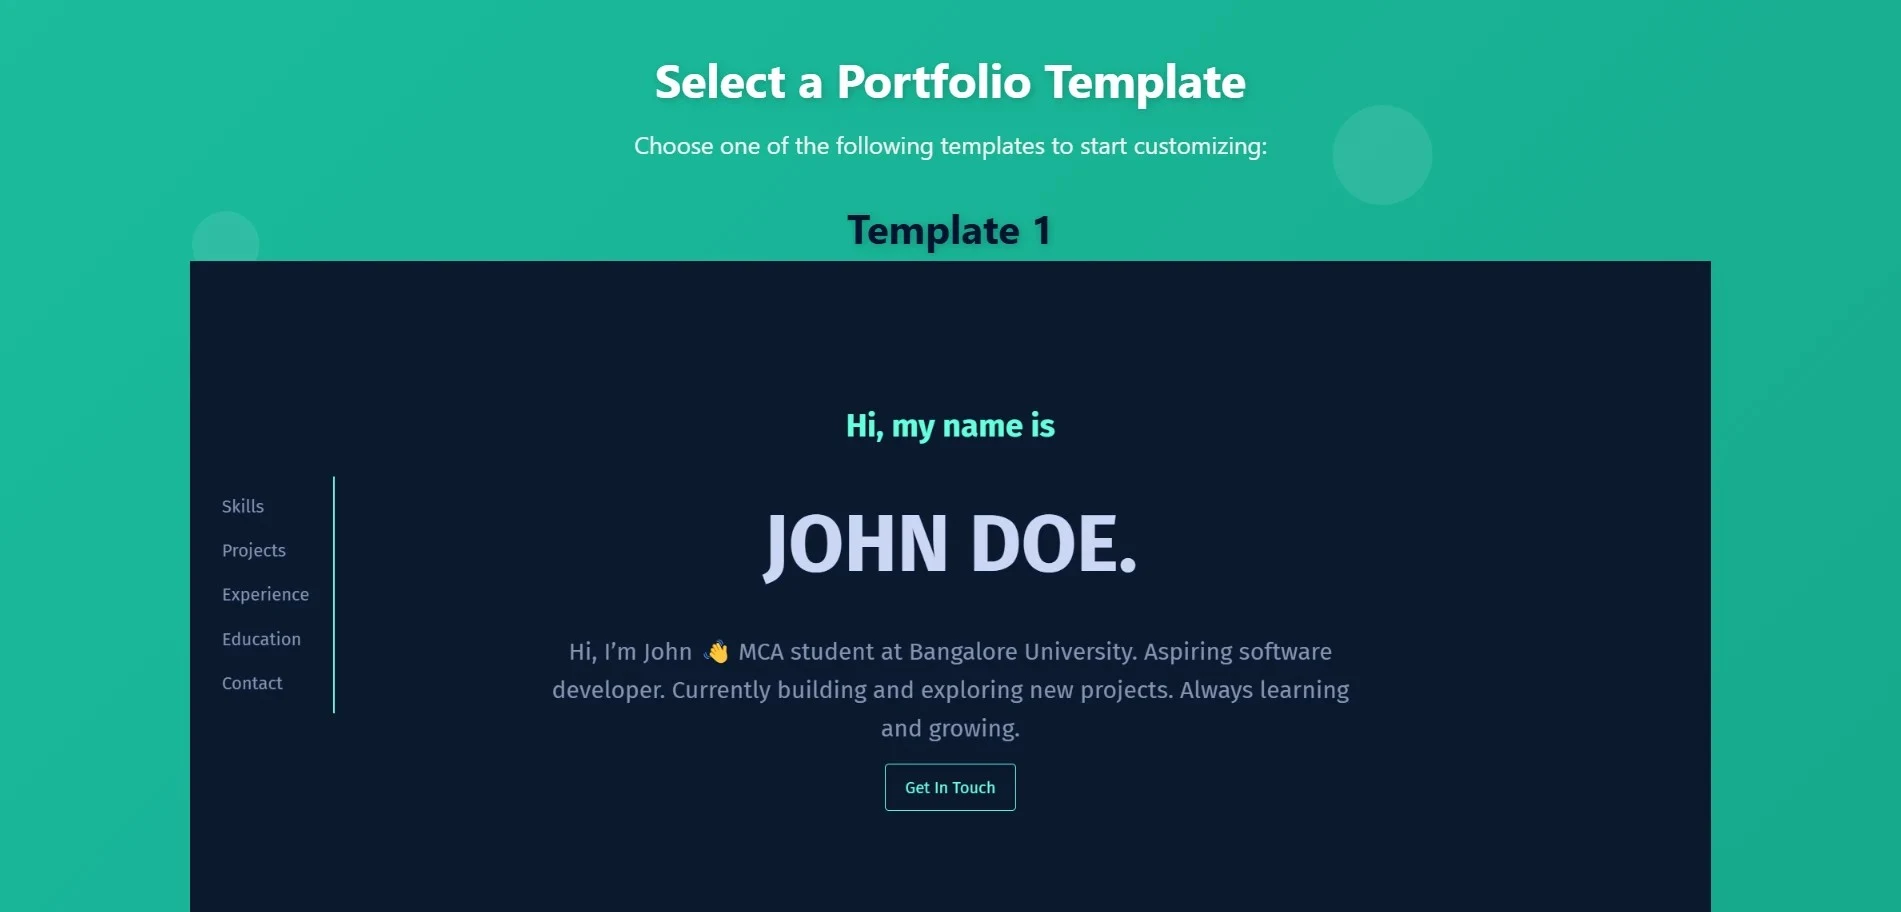 Select a Portfolio Template
Choose one of the following templates to start customizing:
Template 1
Hi, my name is
JOHN DOE.
Skills
Projects
Experience
Education
Contact
Hi, I’m John 👋 MCA student at Bangalore University. Aspiring software
developer. Currently building and exploring new projects. Always learning
and growing.
Get In Touch